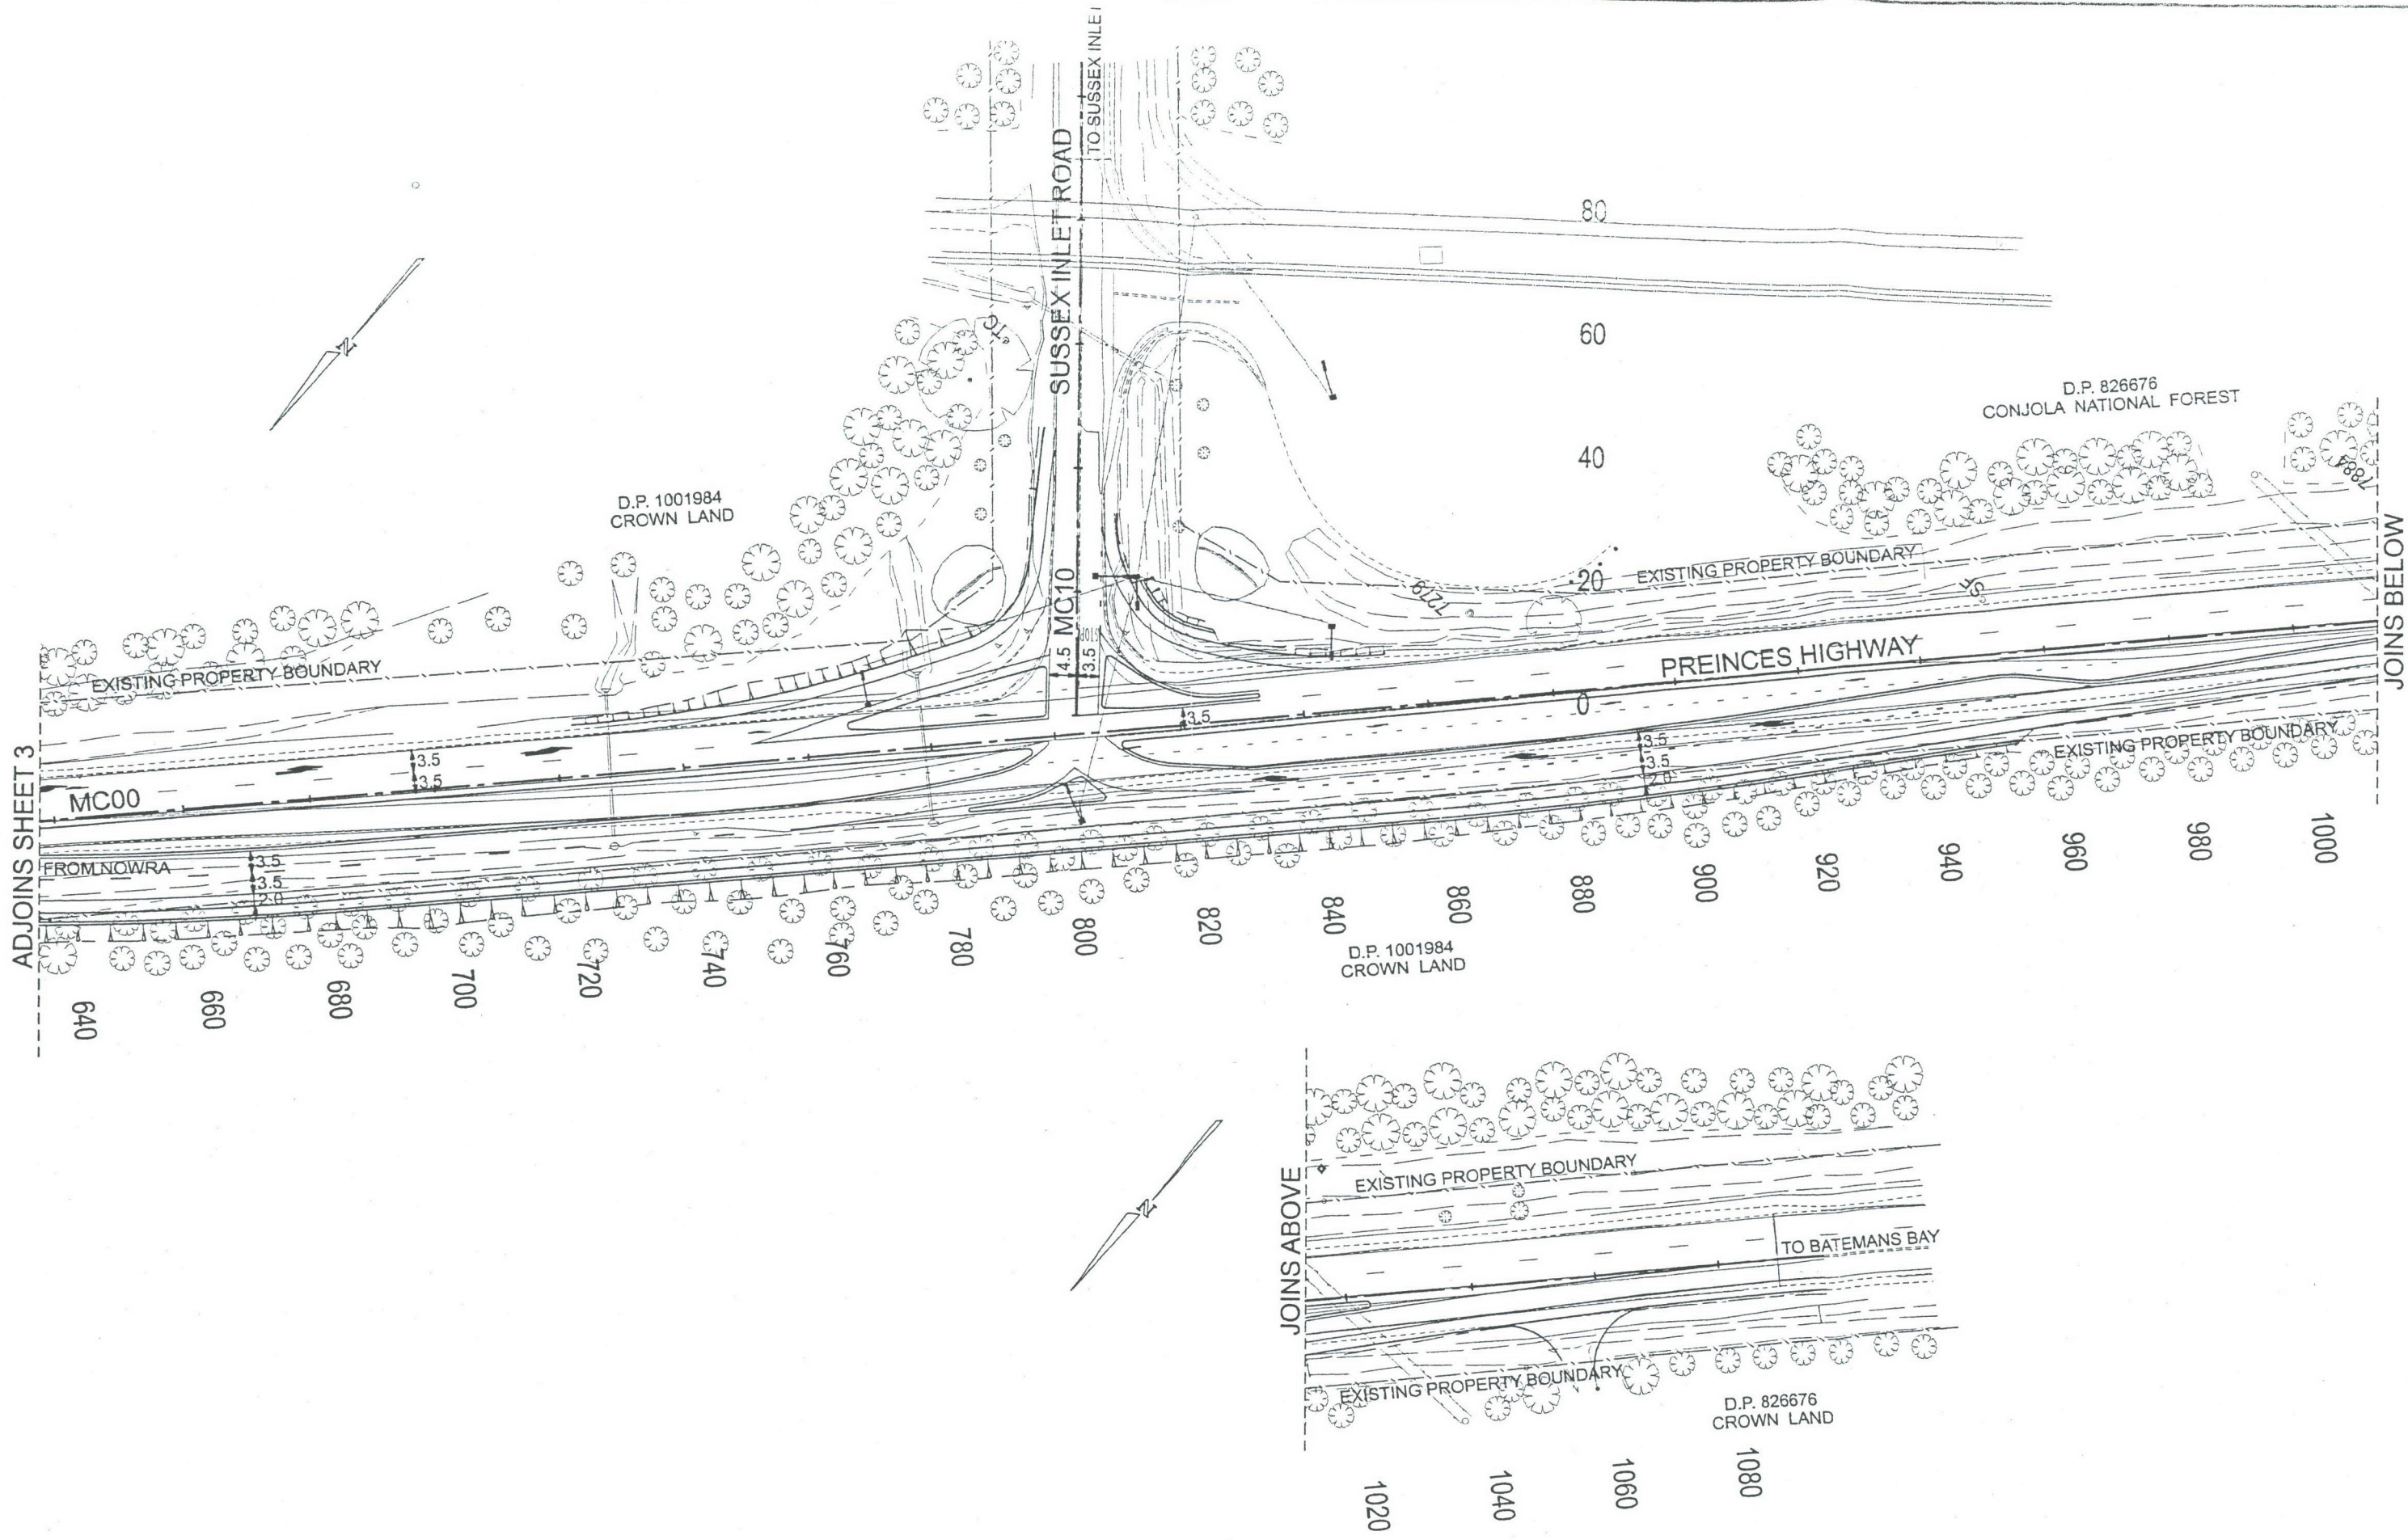 TO SUSSEX INLET
SUSSEX INLET ROAD
80
60
40
20
0
TC
N
D.P. 826676
CONJOLA NATIONAL FOREST
7884
D.P. 1001984
CROWN LAND
EXISTING PROPERTY BOUNDARY
7279
SF
MC10
STOP
4.5
3.5
JOINS BELOW
PREINCES HIGHWAY
EXISTING PROPERTY BOUNDARY
3.5
3.5
3.5
3.5
3.5
2.0
EXISTING PROPERTY BOUNDARY
MC00
ADJOINS SHEET 3
FROM NOWRA
3.5
3.5
2.0
640
660
680
700
720
740
760
780
800
820
840
860
880
900
920
940
960
980
1000
D.P. 1001984
CROWN LAND
N
JOINS ABOVE
EXISTING PROPERTY BOUNDARY
TO BATEMANS BAY
EXISTING PROPERTY BOUNDARY
D.P. 826676
CROWN LAND
1020
1040
1060
1080